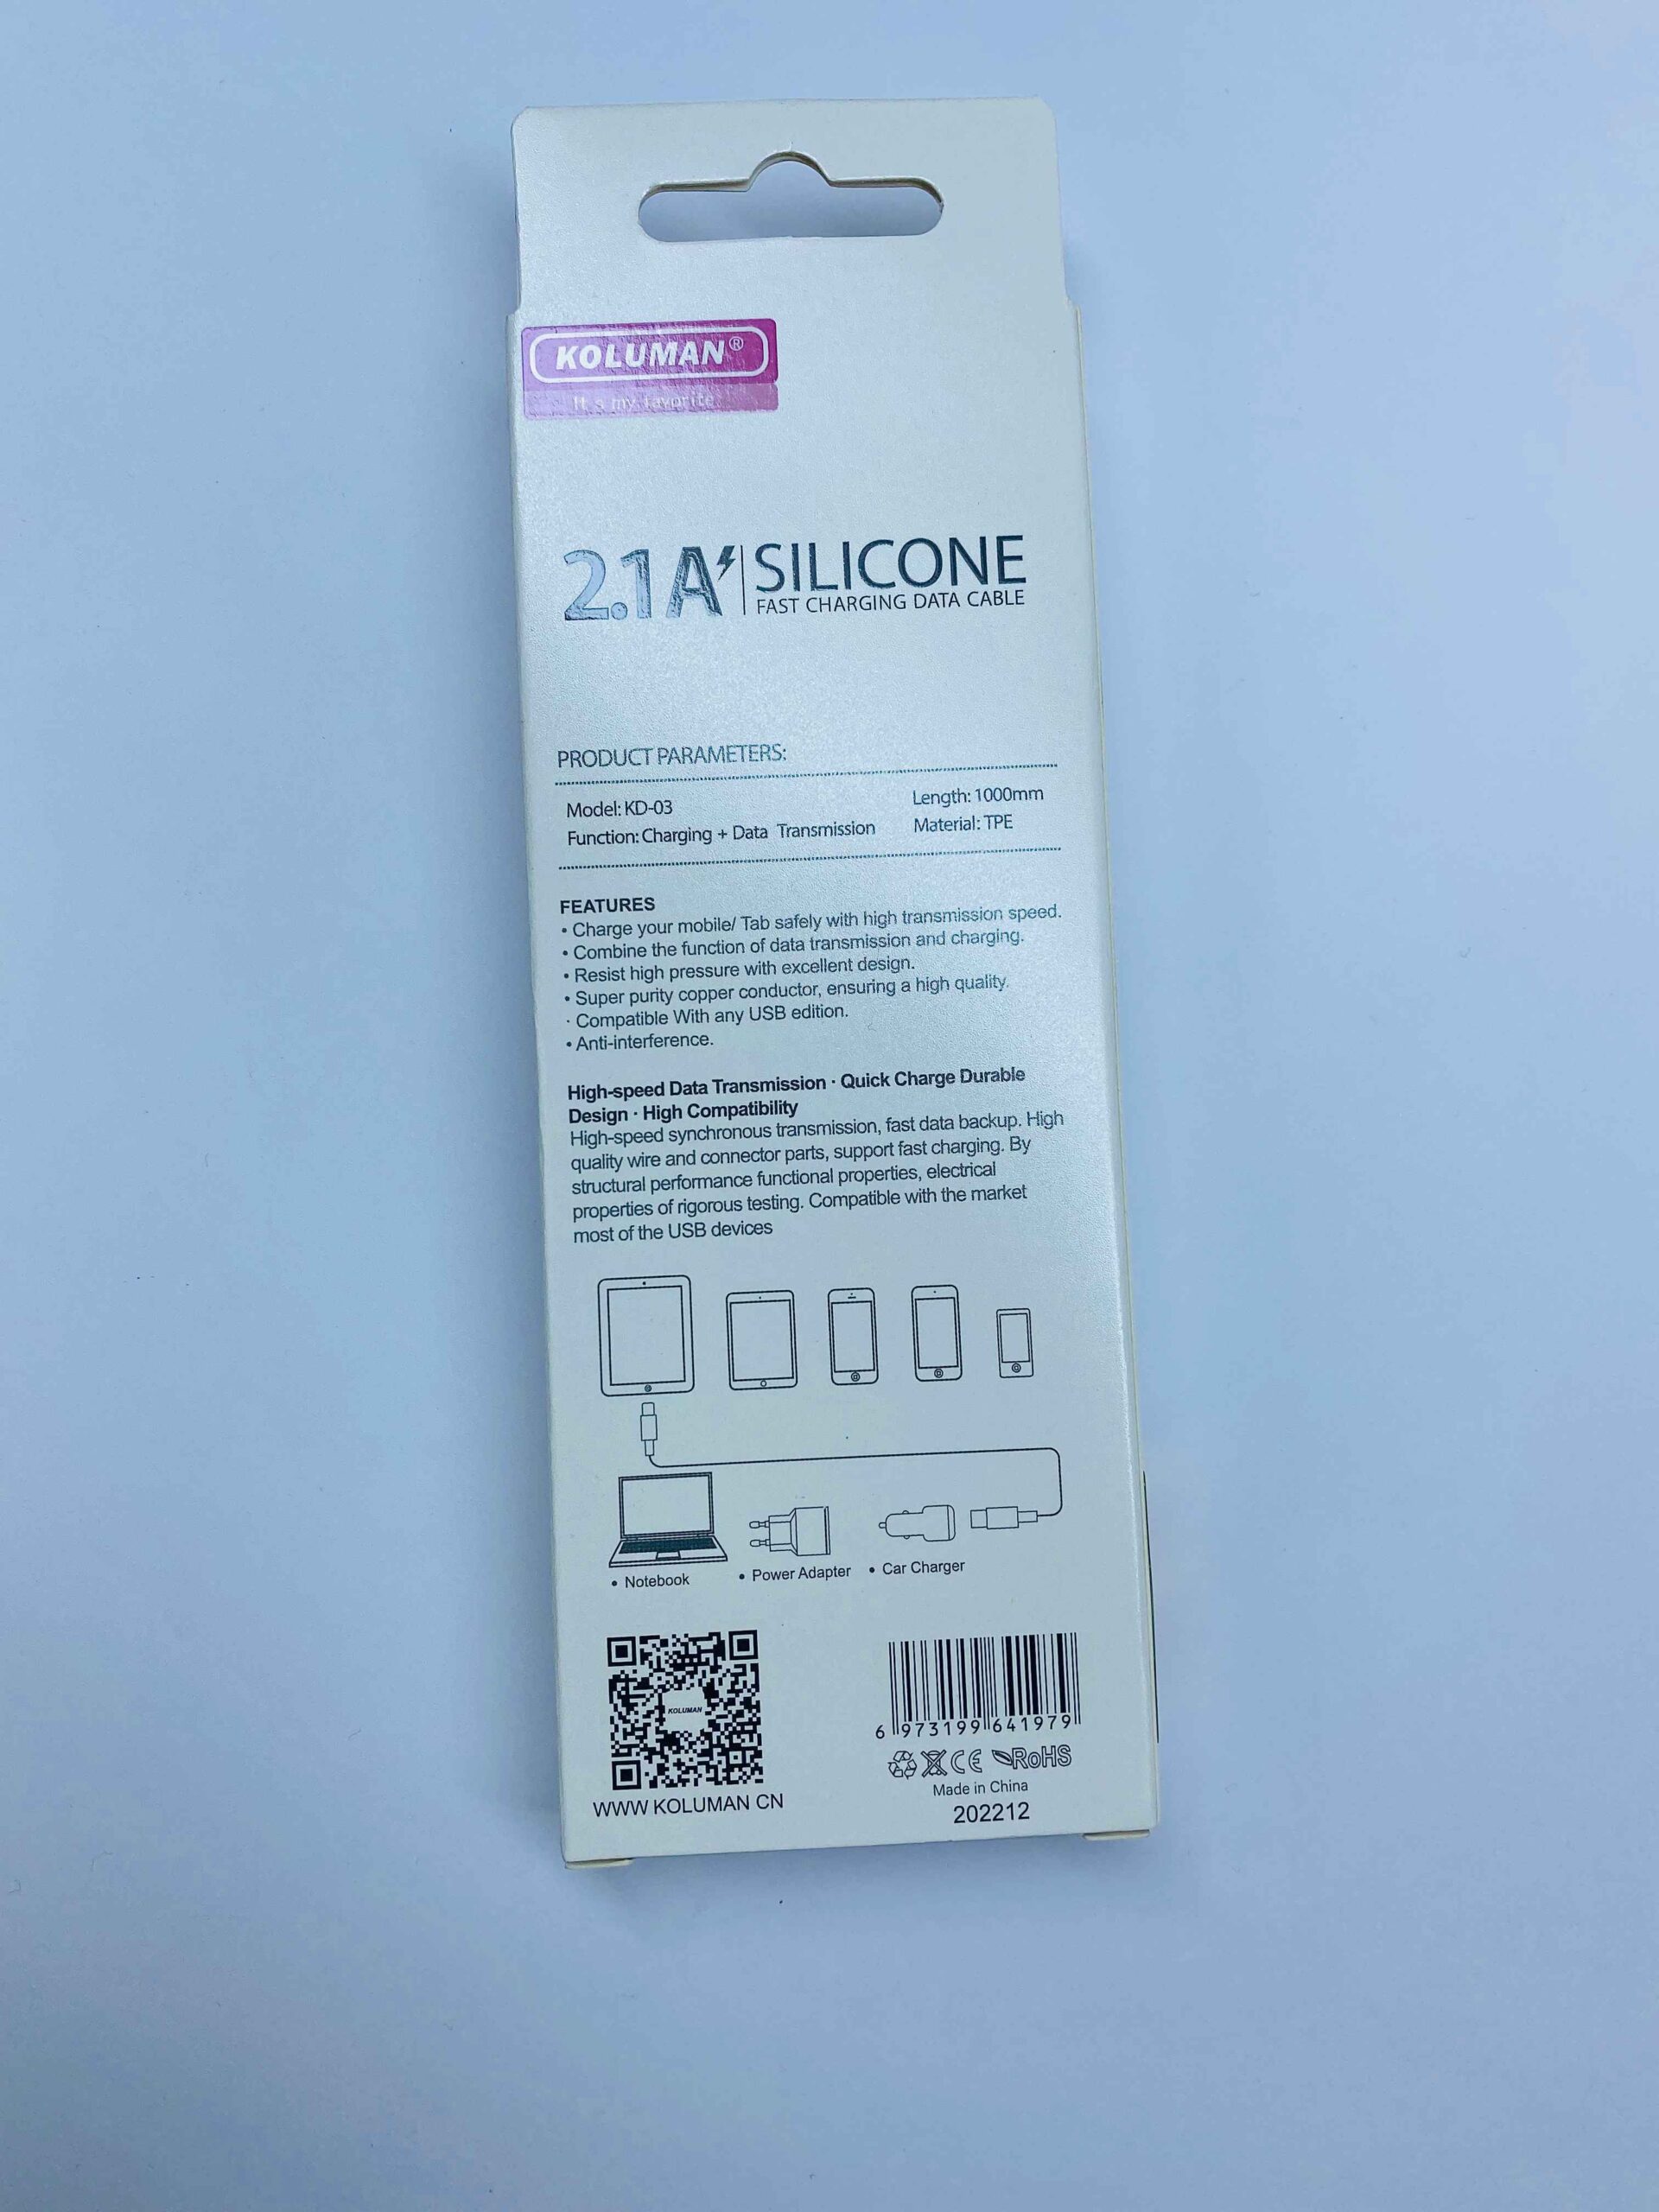 KOLUMAN®
It,s my favorite
2.1A SILICONE
FAST CHARGING DATA CABLE
PRODUCT PARAMETERS:
Model: KD-03
Length: 1000mm
Function: Charging + Data Transmission
Material: TPE
FEATURES
• Charge your mobile/ Tab safely with high transmission speed.
• Combine the function of data transmission and charging.
• Resist high pressure with excellent design.
• Super purity copper conductor, ensuring a high quality.
· Compatible With any USB edition.
• Anti-interference.
High-speed Data Transmission · Quick Charge Durable
Design · High Compatibility
High-speed synchronous transmission, fast data backup. High
quality wire and connector parts, support fast charging. By
structural performance functional properties, electrical
properties of rigorous testing. Compatible with the market
most of the USB devices
• Notebook
• Power Adapter
• Car Charger
KOLUMAN
WWW KOLUMAN CN
6 973199 641979
CE RoHS
Made in China
202212